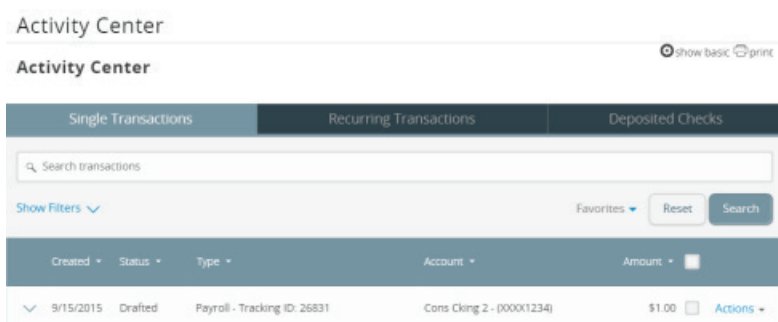 Activity Center
show basic print
Activity Center
Single Transactions Recurring Transactions Deposited Checks
Search transactions
Show Filters Favorites Reset Search
Created Status Type Account Amount
9/15/2015 Drafted Payroll - Tracking ID: 26831 Cons Cking 2 - (XXXX1234) $1.00 Actions